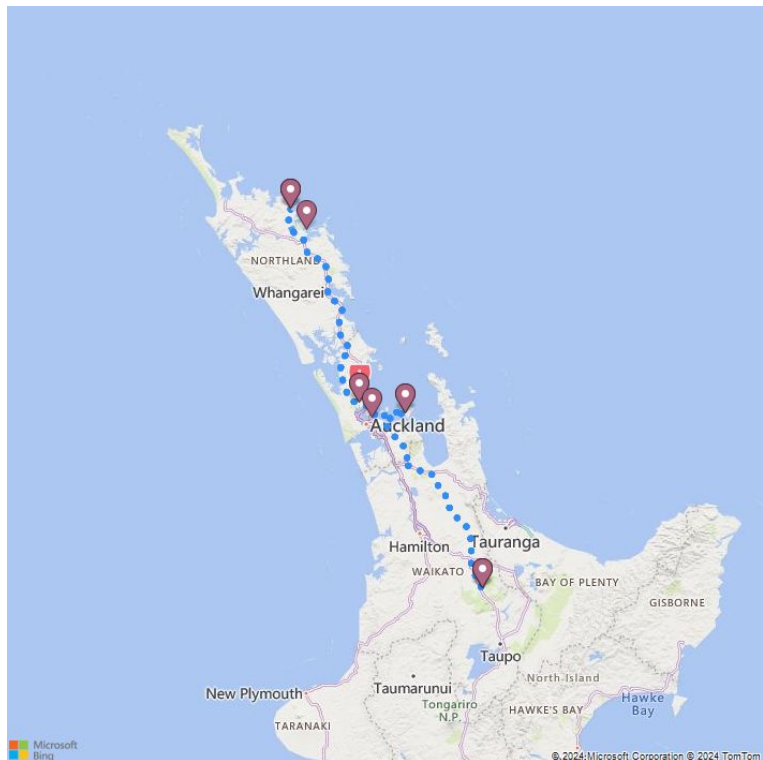 NORTHLAND
Whangarei
Auckland
Hamilton
Tauranga
WAIKATO
BAY OF PLENTY
GISBORNE
Taupo
North Island
New Plymouth
Taumarunui
Tongariro
N.P.
Hawke
Bay
HAWKE'S BAY
TARANAKI
Microsoft
Bing
© 2024 Microsoft Corporation © 2024 TomTom